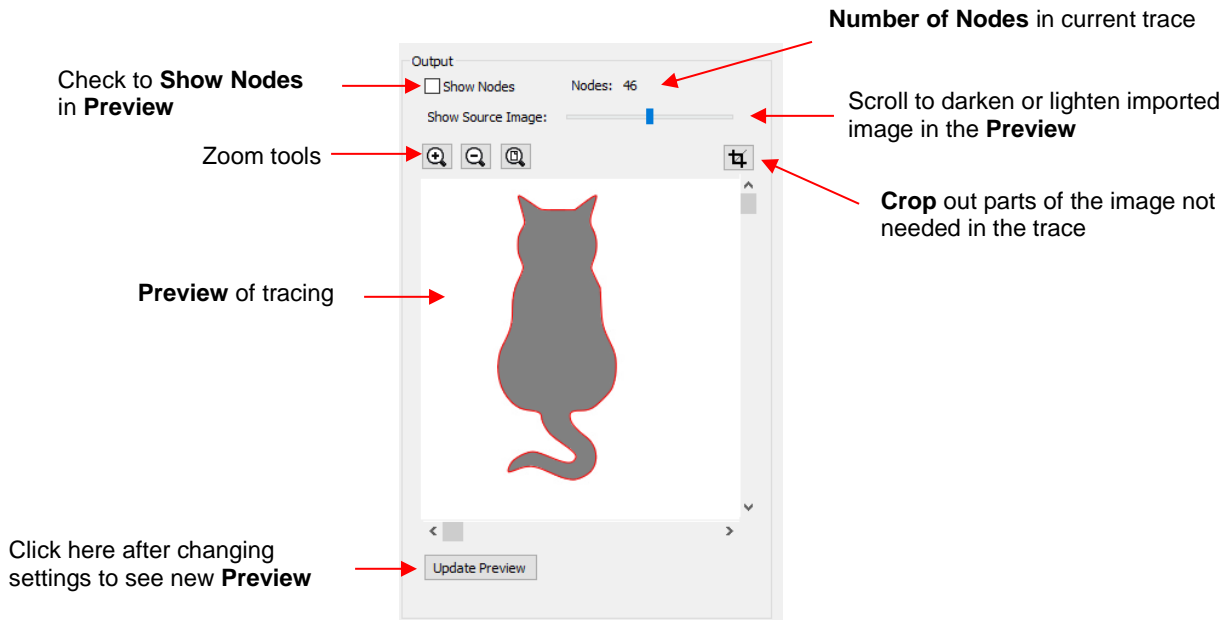 Number of Nodes in current trace
Output
Check to Show Nodes
in Preview
Show Nodes
Nodes: 46
Scroll to darken or lighten imported
image in the Preview
Show Source Image:
Zoom tools
Crop out parts of the image not
needed in the trace
Preview of tracing
Click here after changing
settings to see new Preview
Update Preview